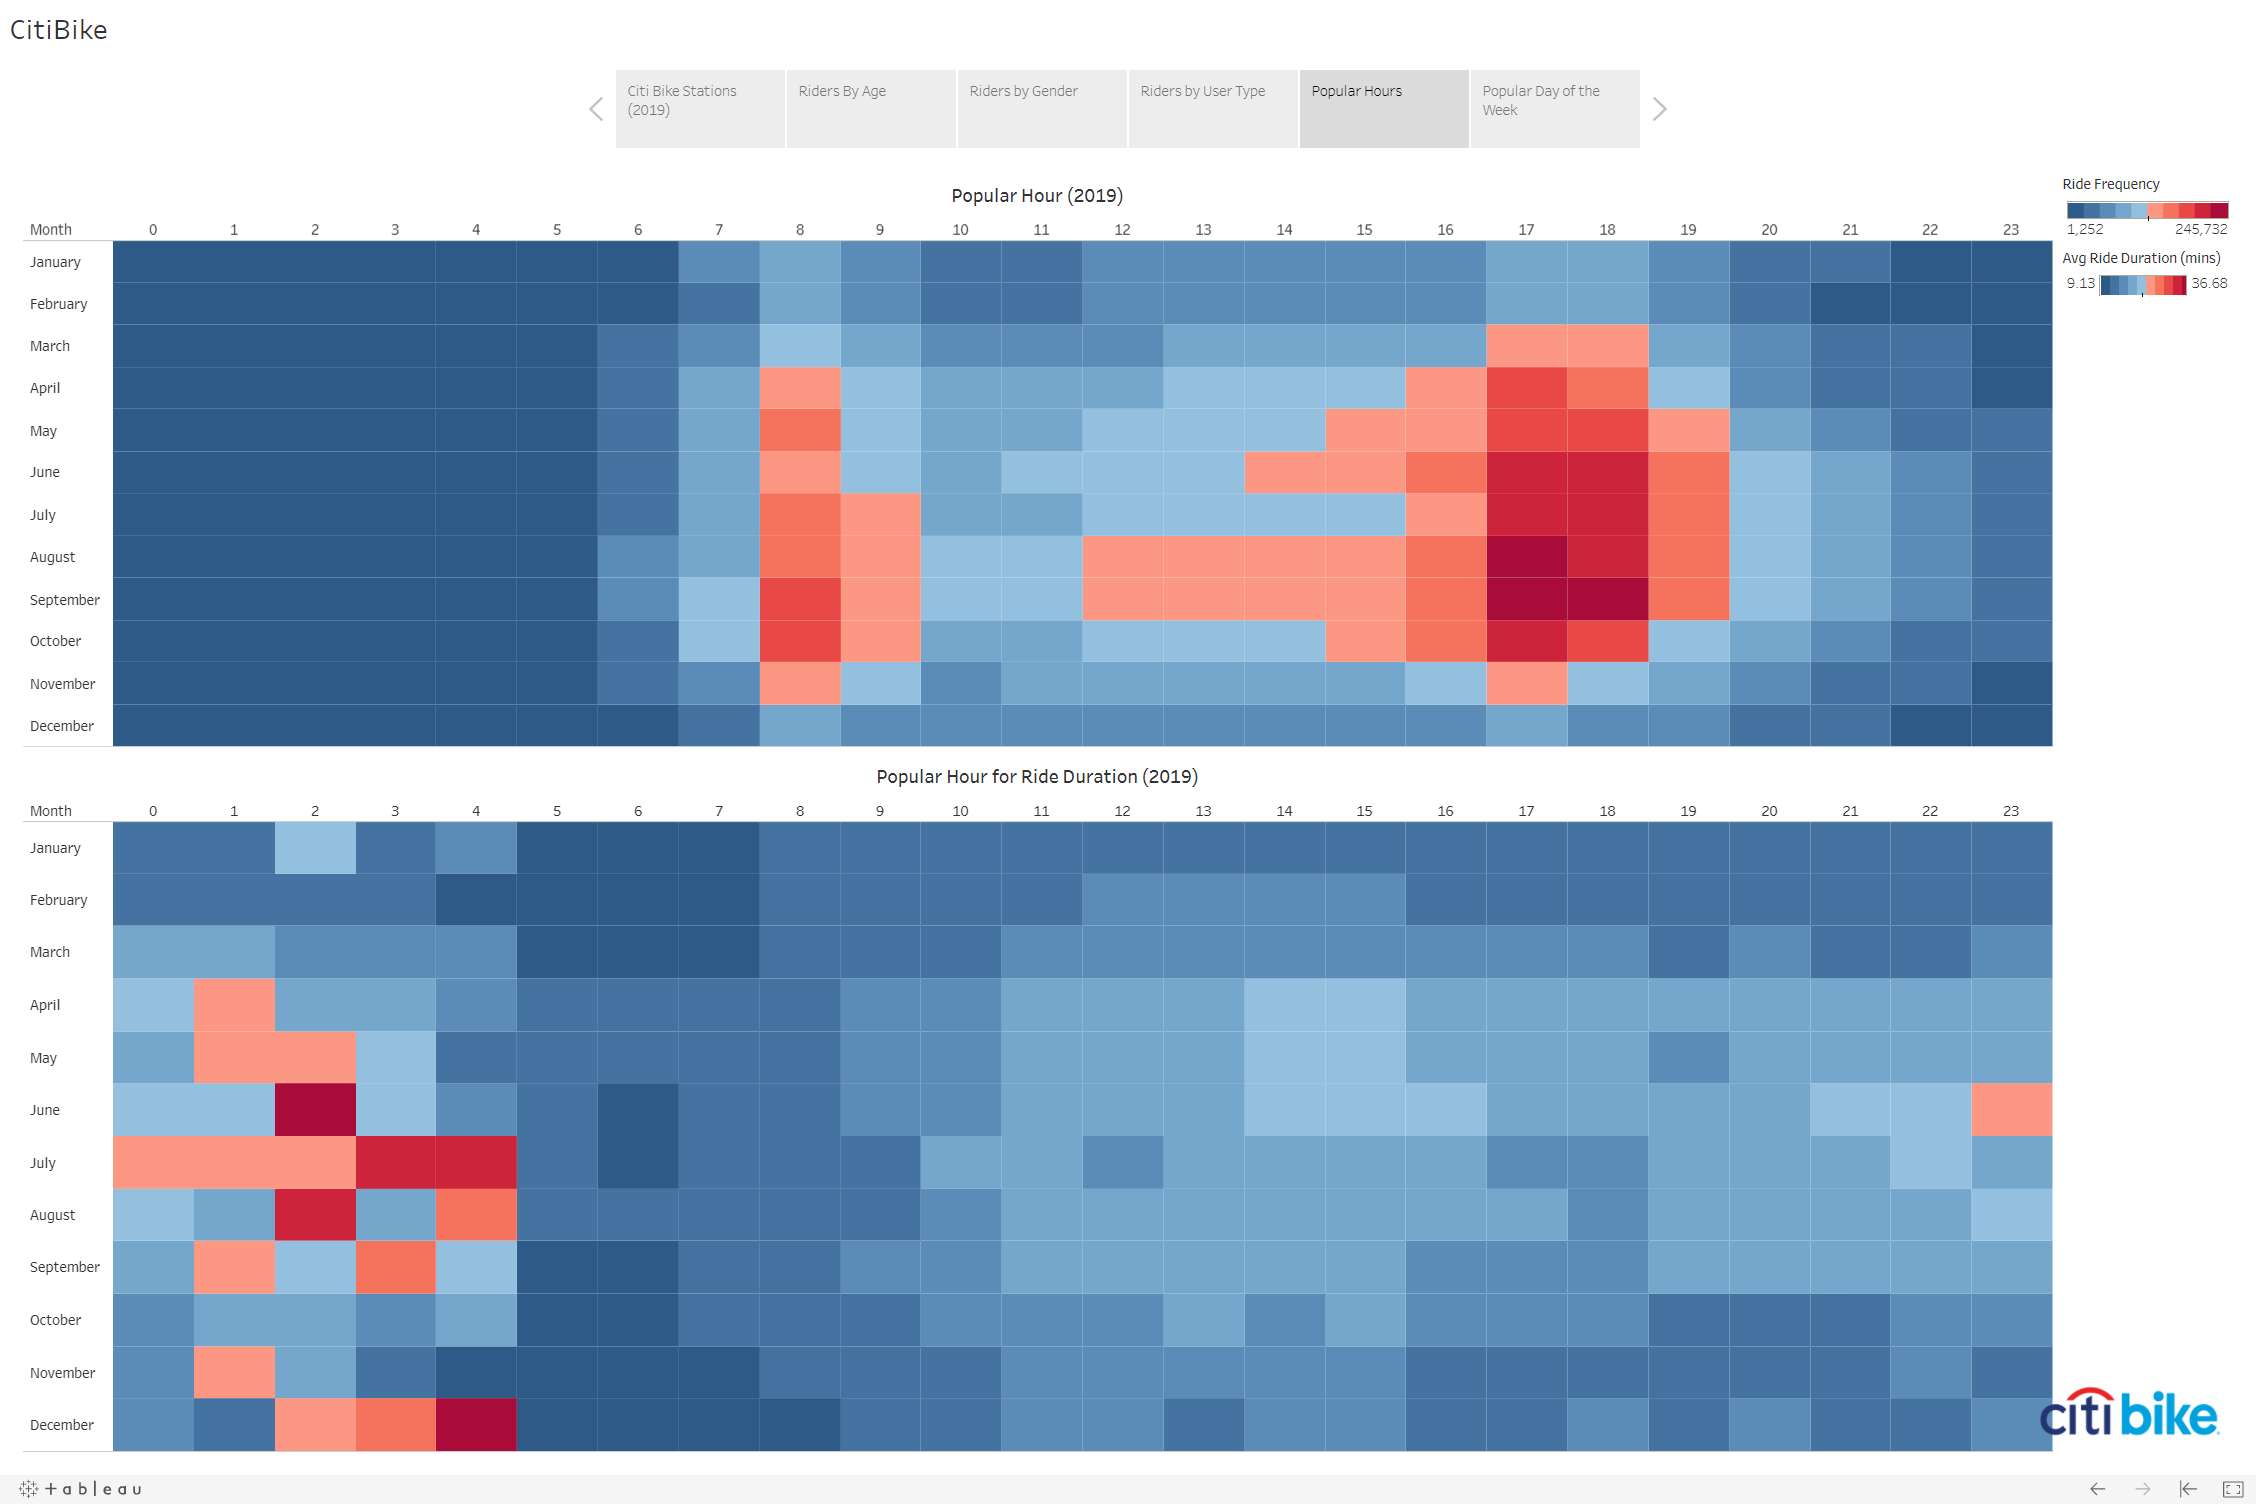 CitiBike
Citi Bike Stations (2019)
Riders By Age
Riders by Gender
Riders by User Type
Popular Hours
Popular Day of the Week
Popular Hour (2019)
Month 0 1 2 3 4 5 6 7 8 9 10 11 12 13 14 15 16 17 18 19 20 21 22 23
January
February
March
April
May
June
July
August
September
October
November
December
Ride Frequency
1,252 245,732
Avg Ride Duration (mins)
9.13 36.68
Popular Hour for Ride Duration (2019)
Month 0 1 2 3 4 5 6 7 8 9 10 11 12 13 14 15 16 17 18 19 20 21 22 23
January
February
March
April
May
June
July
August
September
October
November
December
citi bike
+ableau